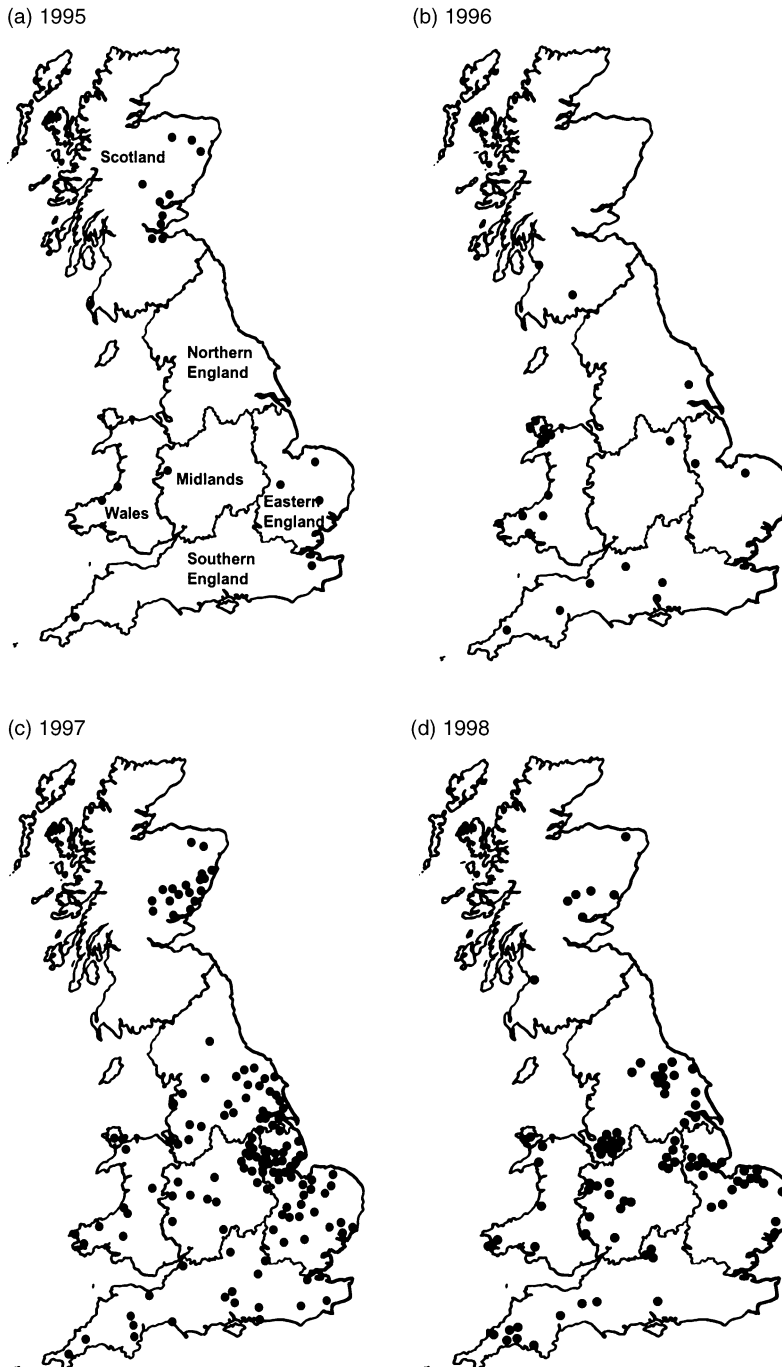 (a) 1995
(b) 1996
Scotland
Northern
England
Midlands
Wales
Eastern
England
Southern
England
(c) 1997
(d) 1998